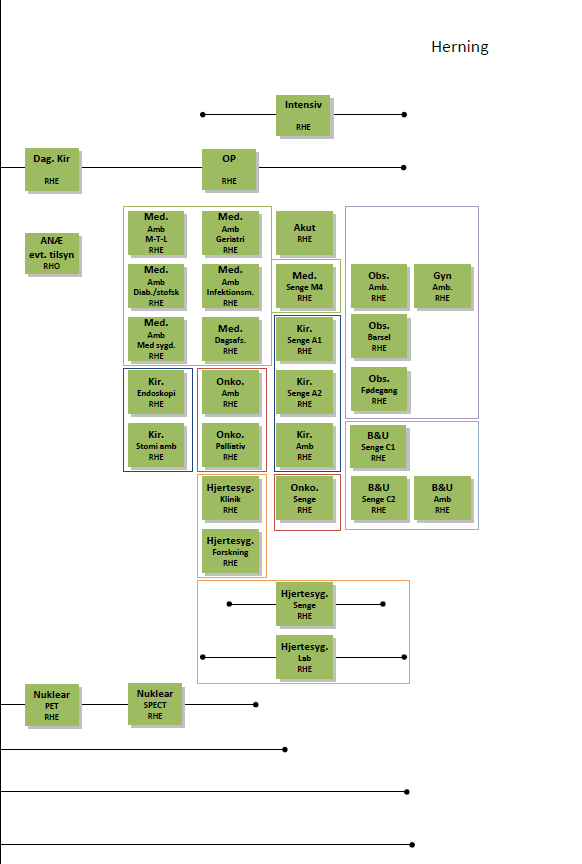 Herning
Intensiv
RHE
Dag. Kir
RHE
OP
RHE
ANÆ
evt. tilsyn
RHO
Med.
Amb
M-T-L
RHE
Med.
Amb
Geriatri
RHE
Akut
RHE
Med.
Amb
Diab./stofsk
RHE
Med.
Amb
Infektionsm.
RHE
Med.
Senge M4
RHE
Obs.
Amb.
RHE
Gyn
Amb.
RHE
Med.
Amb
Med sygd.
RHE
Med.
Dagsafs.
RHE
Kir.
Senge A1
RHE
Obs.
Barsel
RHE
Kir.
Endoskopi
RHE
Onko.
Amb
RHE
Kir.
Senge A2
RHE
Obs.
Fødegang
RHE
Kir.
Stomi amb
RHE
Onko.
Palliativ
RHE
Kir.
Amb
RHE
B&U
Senge C1
RHE
Hjertesyg.
Klinik
RHE
Onko.
Senge
RHE
B&U
Senge C2
RHE
B&U
Amb
RHE
Hjertesyg.
Forskning
RHE
Hjertesyg.
Senge
RHE
Hjertesyg.
Lab
RHE
Nuklear
PET
RHE
Nuklear
SPECT
RHE